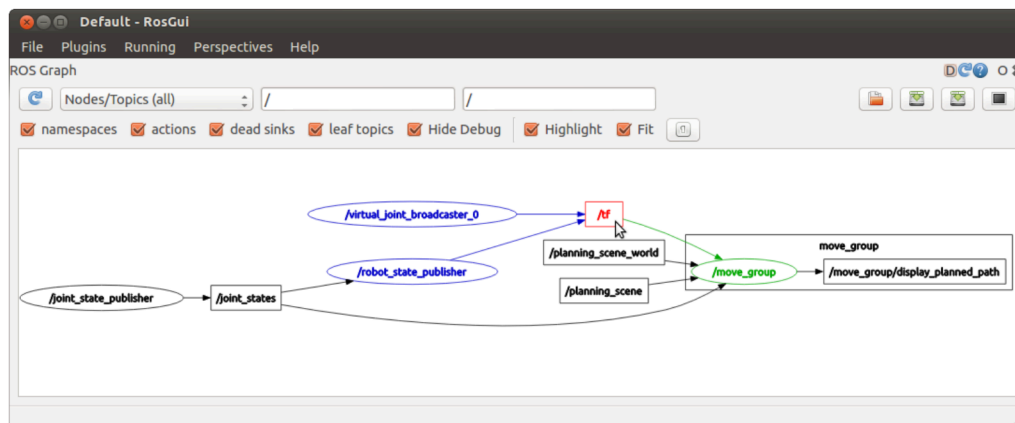 Default - RosGui
File Plugins Running Perspectives Help
ROS Graph D C ? O
Nodes/Topics (all) / /
namespaces actions dead sinks leaf topics Hide Debug Highlight Fit
/virtual_joint_broadcaster_0 /tf
/planning_scene_world move_group
/robot_state_publisher /move_group /move_group/display_planned_path
/planning_scene
/joint_state_publisher /joint_states